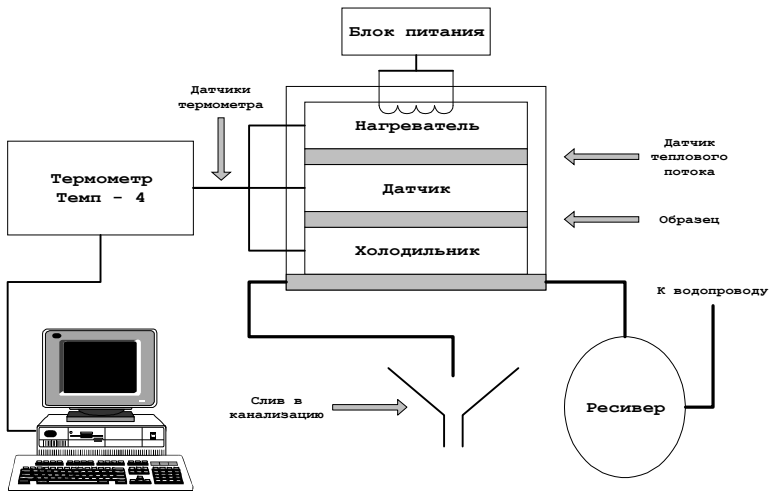 Блок питания
Датчики
термометра
Нагреватель
Датчик
теплового
потока
Термометр
Темп - 4
Датчик
Образец
Холодильник
К водопроводу
Слив в
канализацию
Ресивер